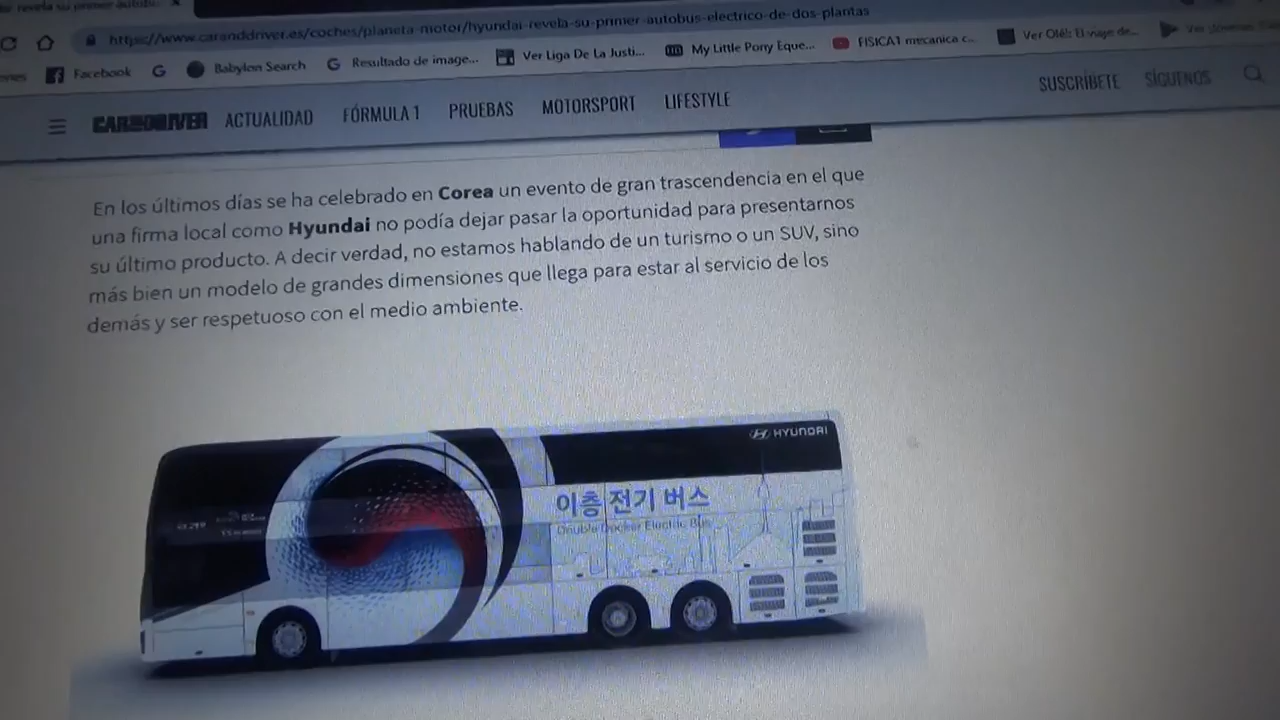 https://www.caranddriver.es/coches/planeta-motor/hyundai-revela-su-primer-autobus-electrico-de-dos-plantas
Facebook
Babylon Search
Resultado de image...
Ver Liga De La Justi...
My Little Pony Eque...
FISICA1 mecanica c...
Ver Olé!: El viaje de...
CAR AND DRIVER
ACTUALIDAD
FÓRMULA 1
PRUEBAS
MOTORSPORT
LIFESTYLE
SUSCRÍBETE
SÍGUENOS
En los últimos días se ha celebrado en Corea un evento de gran trascendencia en el que
una firma local como Hyundai no podía dejar pasar la oportunidad para presentarnos
su último producto. A decir verdad, no estamos hablando de un turismo o un SUV, sino
más bien un modelo de grandes dimensiones que llega para estar al servicio de los
demás y ser respetuoso con el medio ambiente.
HYUNDAI
이층 전기 버스
Double Decker Electric Bus